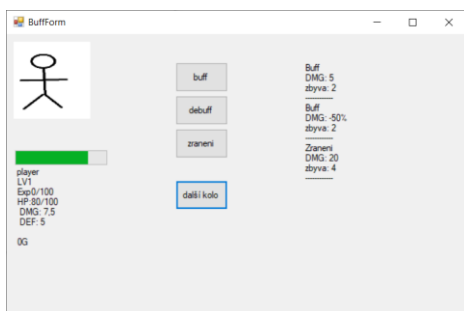 BuffForm
buff
debuff
zraneni
další kolo
player
LV1
Exp0/100
HP:80/100
DMG: 7,5
DEF: 5
0G
Buff
DMG: 5
zbyva: 2
----------
Buff
DMG: -50%
zbyva: 2
----------
Zraneni
DMG: 20
zbyva: 4
----------